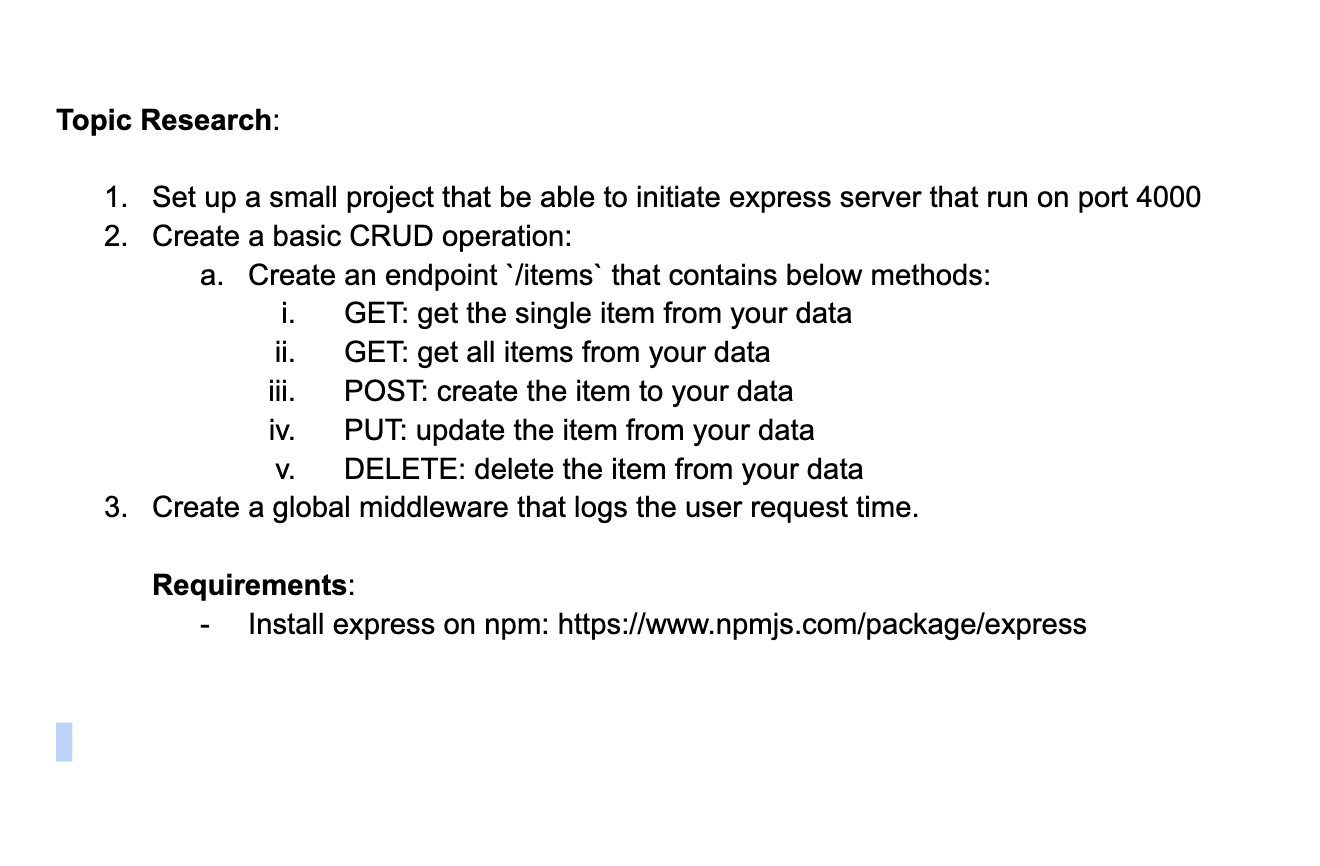 Topic Research:
1. Set up a small project that be able to initiate express server that run on port 4000
2. Create a basic CRUD operation:
a. Create an endpoint `/items` that contains below methods:
i. GET: get the single item from your data
ii. GET: get all items from your data
iii. POST: create the item to your data
iv. PUT: update the item from your data
v. DELETE: delete the item from your data
3. Create a global middleware that logs the user request time.
Requirements:
- Install express on npm: https://www.npmjs.com/package/express